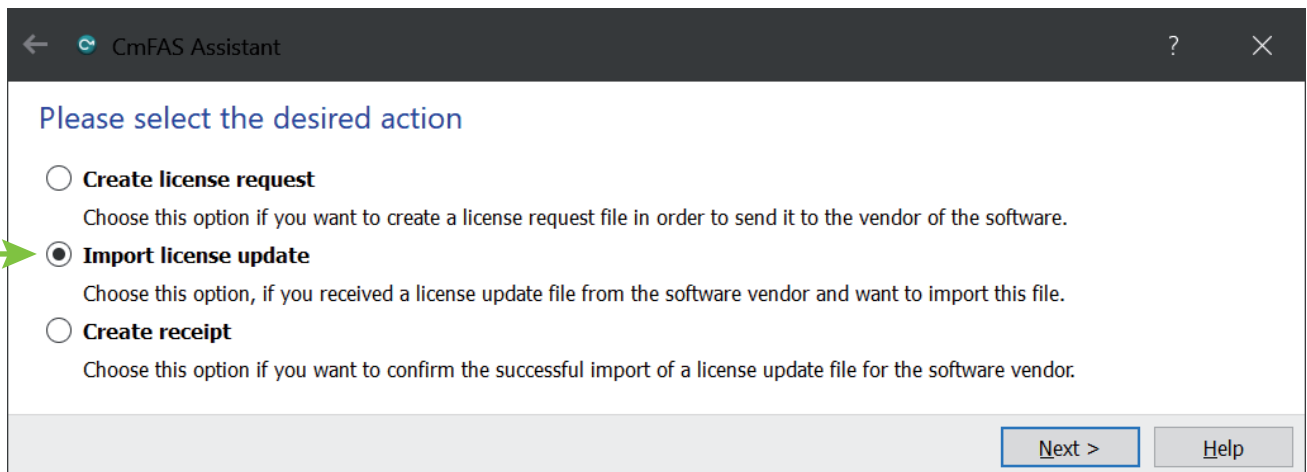 CmFAS Assistant
?
Please select the desired action
Create license request
Choose this option if you want to create a license request file in order to send it to the vendor of the software.
Import license update
Choose this option, if you received a license update file from the software vendor and want to import this file.
Create receipt
Choose this option if you want to confirm the successful import of a license update file for the software vendor.
Next >
Help